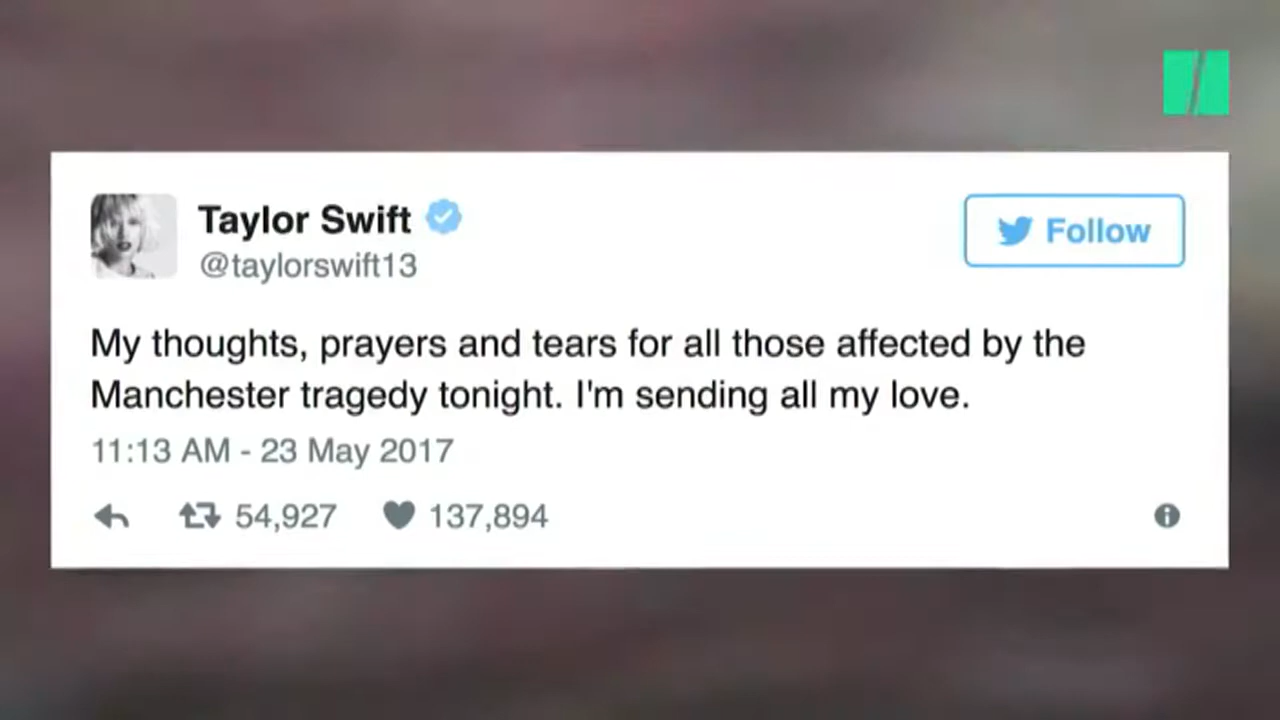 Taylor Swift
@taylorswift13
Follow
My thoughts, prayers and tears for all those affected by the
Manchester tragedy tonight. I'm sending all my love.
11:13 AM - 23 May 2017
54,927 137,894